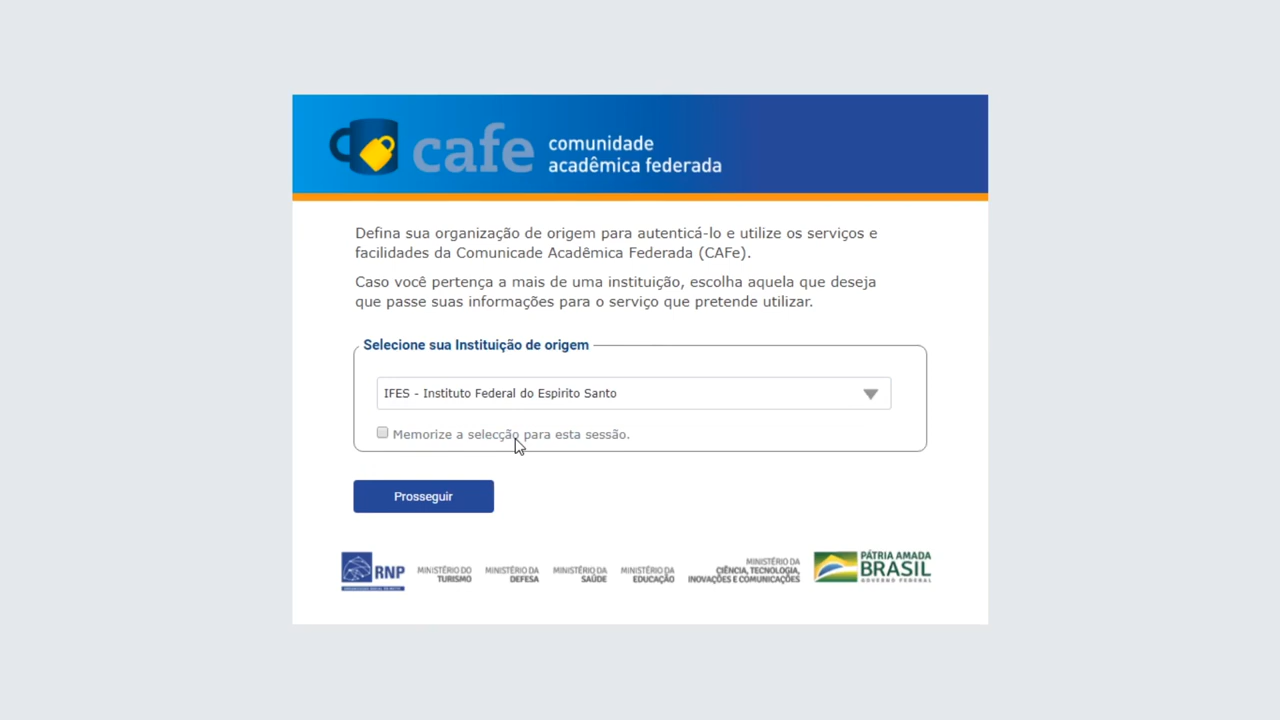 cafe
comunidade
acadêmica federada
Defina sua organização de origem para autenticá-lo e utilize os serviços e
facilidades da Comunicade Acadêmica Federada (CAFe).
Caso você pertença a mais de uma instituição, escolha aquela que deseja
que passe suas informações para o serviço que pretende utilizar.
Selecione sua Instituição de origem
IFES - Instituto Federal do Espirito Santo
Memorize a selecção para esta sessão.
Prosseguir
RNP
MINISTÉRIO DO
TURISMO
MINISTÉRIO DA
DEFESA
MINISTÉRIO DA
SAÚDE
MINISTÉRIO DA
EDUCAÇÃO
MINISTÉRIO DA
CIÊNCIA, TECNOLOGIA,
INOVAÇÕES E COMUNICAÇÕES
PÁTRIA AMADA
BRASIL
GOVERNO FEDERAL